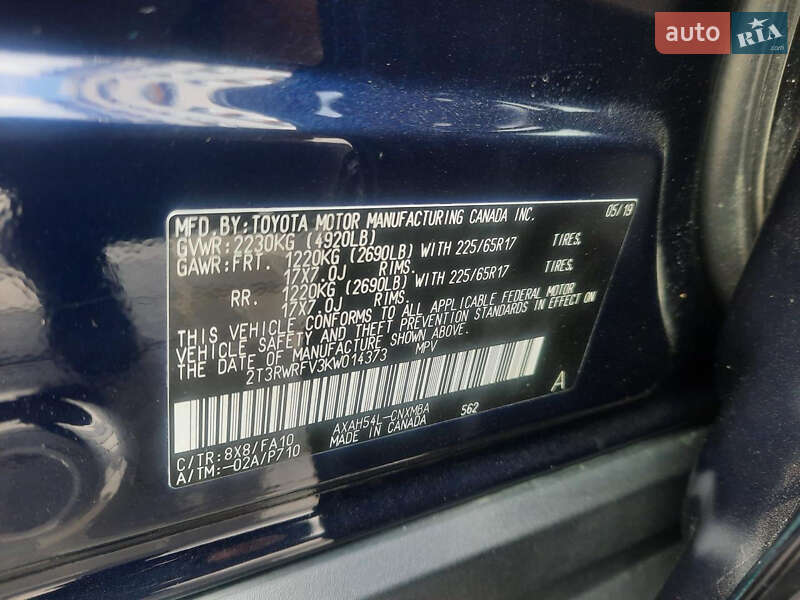 auto RIA .com
MFD. BY: TOYOTA MOTOR MANUFACTURING CANADA INC. 05/19
GVWR: 2230KG (4920LB)
GAWR: FRT. 1220KG (2690LB) WITH 225/65R17 TIRES.
17X7.0J RIMS.
RR. 1220KG (2690LB) WITH 225/65R17 TIRES.
17X7.0J RIMS.
THIS VEHICLE CONFORMS TO ALL APPLICABLE FEDERAL MOTOR
VEHICLE SAFETY AND THEFT PREVENTION STANDARDS IN EFFECT ON
THE DATE OF MANUFACTURE SHOWN ABOVE.
2T3RWRFV3KW014373 MPV
A
AXAH54L-CNXMBA 562
C/TR: 8X8/FA10 MADE IN CANADA
A/TM:-02A/P710